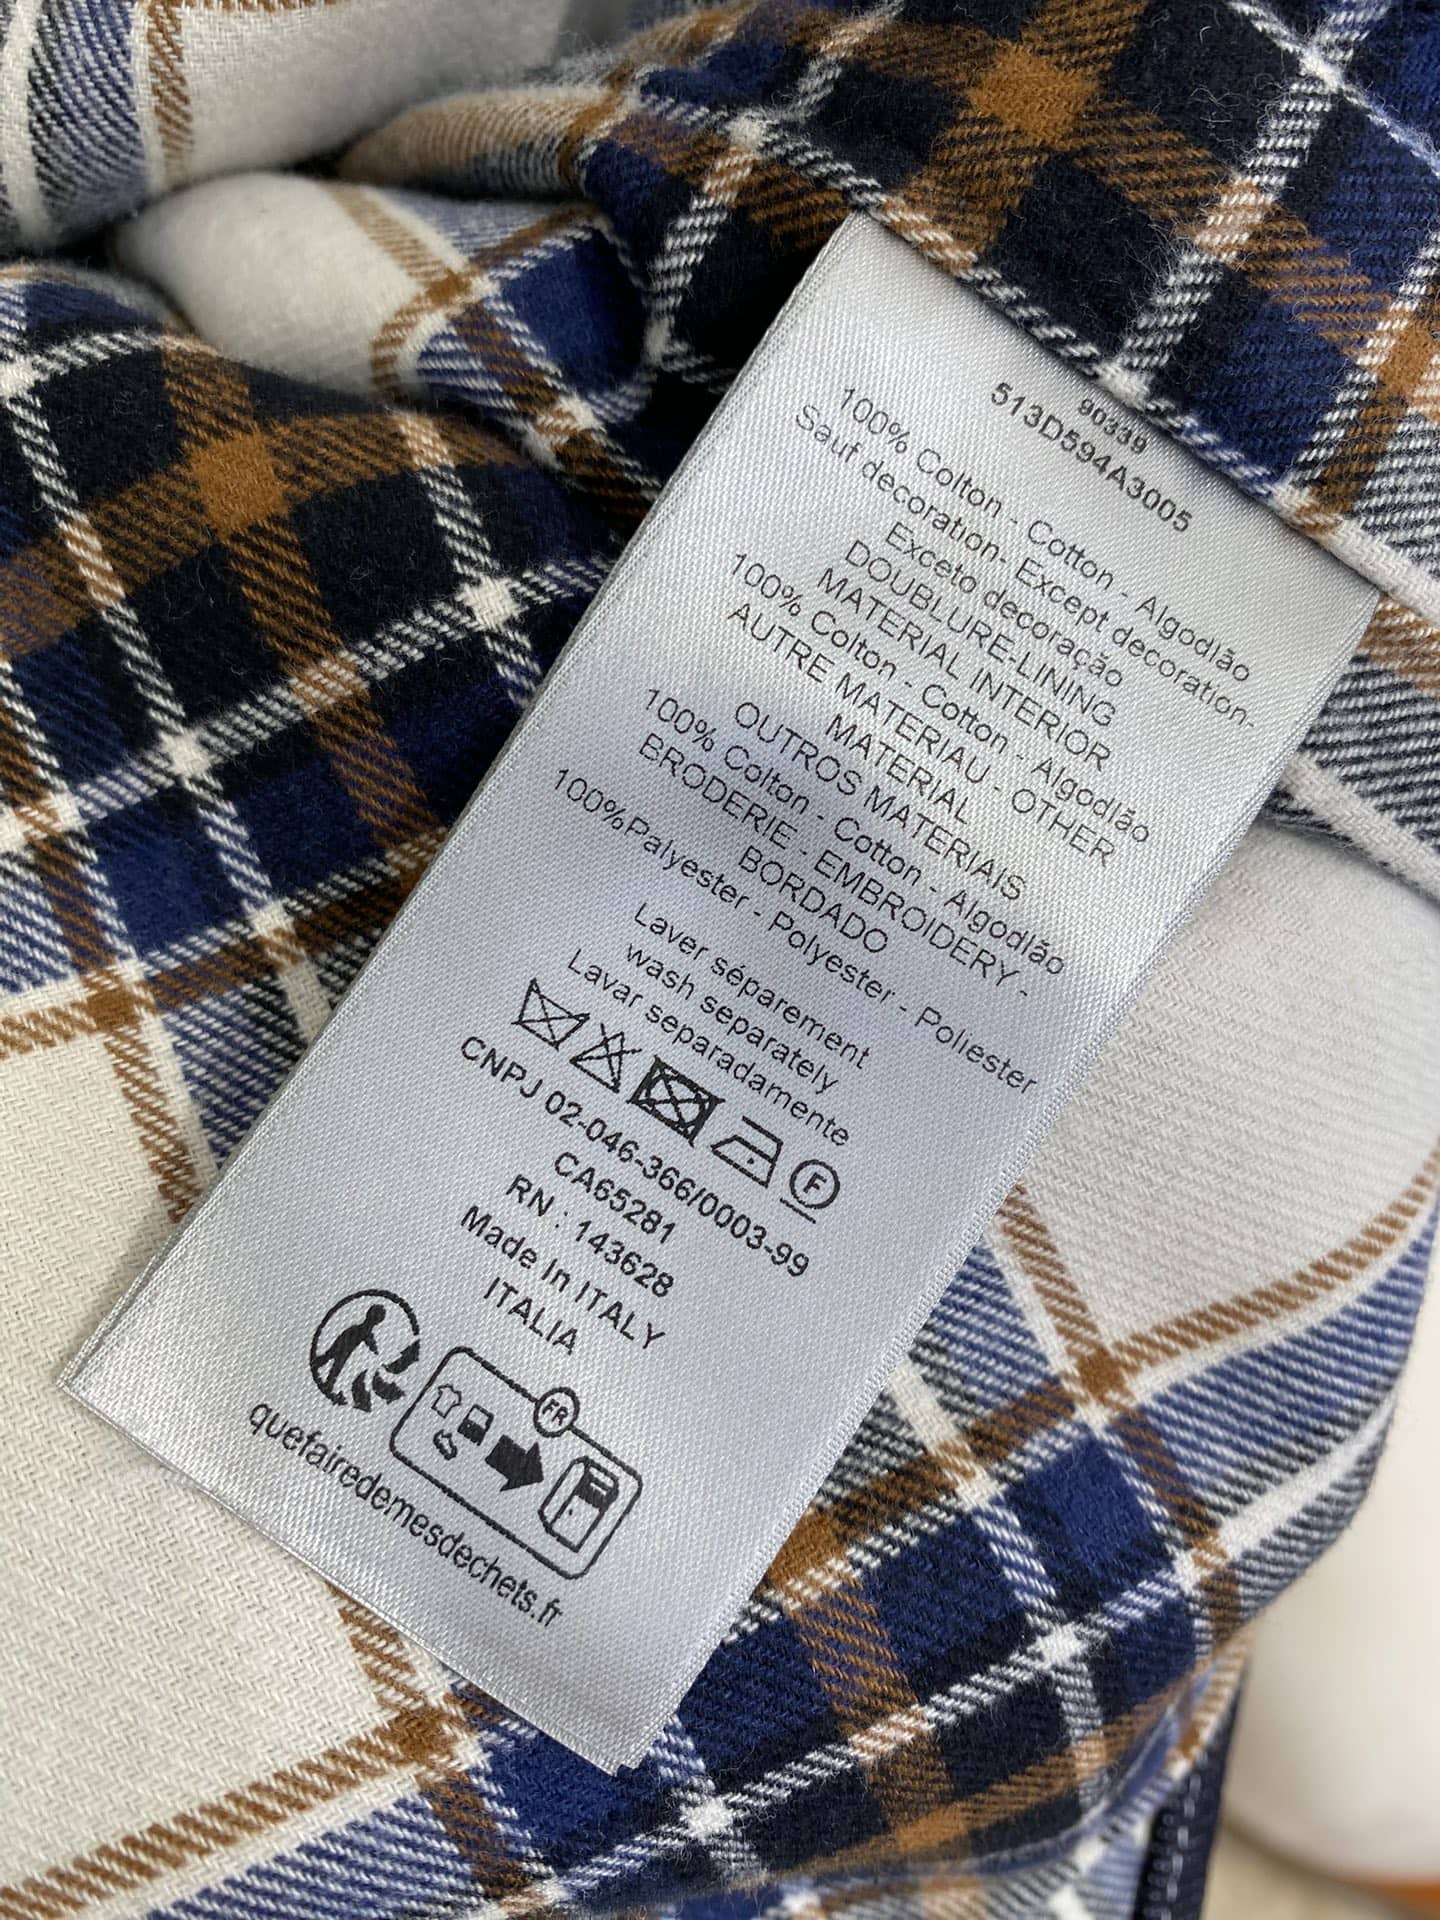 90339
513D594A3005
100% Colton - Cotton - Algodlão
Sauf decoration- Except decoration-
Exceto decoração
DOUBLURE-LINING
MATERIAL INTERIOR
100% Colton - Cotton - Algodlão
AUTRE MATERIAU - OTHER
MATERIAL
OUTROS MATERIAIS
100% Colton - Cotton - Algodlão
BRODERIE - EMBROIDERY -
BORDADO
100%Palyester - Polyester - Poliester
Laver séparement
wash separately
Lavar separadamente
F
CNPJ 02-046-366/0003-99
CA65281
RN : 143628
Made In ITALY
ITALIA
FR
quefairedemesdechets.fr